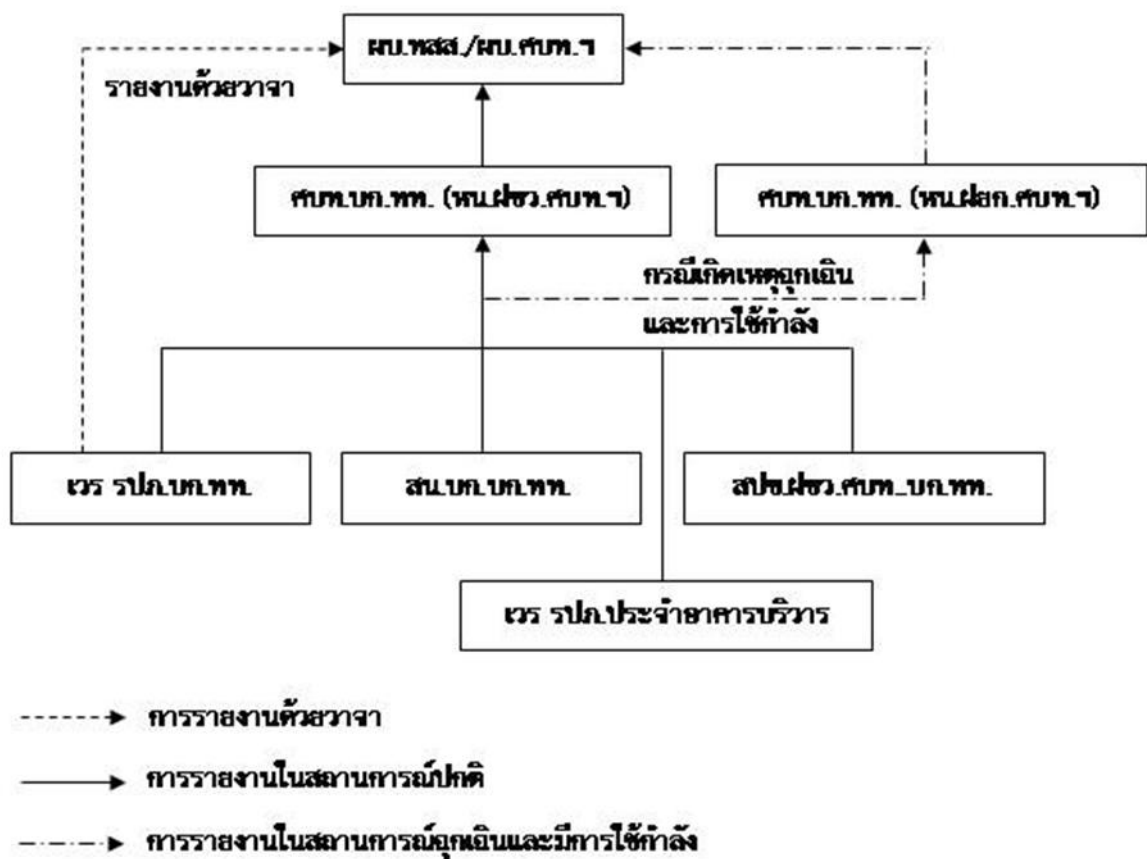 ผบ.ทสส./ผบ.ศบท.ฯ
รายงานด้วยวาจา
ศบท.บก.ทท. (หน.ฝขว.ศบท.ฯ)
ศบท.บก.ทท. (หน.ฝยก.ศบท.ฯ)
กรณีเกิดเหตุฉุกเฉิน
และการใช้กำลัง
เวร รปภ.บก.ทท.
สน.บก.บก.ทท.
สปข.ฝขว.ศบท..บก.ทท.
เวร รปภ.ประจำอาคารบริวาร
การรายงานด้วยวาจา
การรายงานในสถานการณ์ปกติ
การรายงานในสถานการณ์ฉุกเฉินและมีการใช้กำลัง